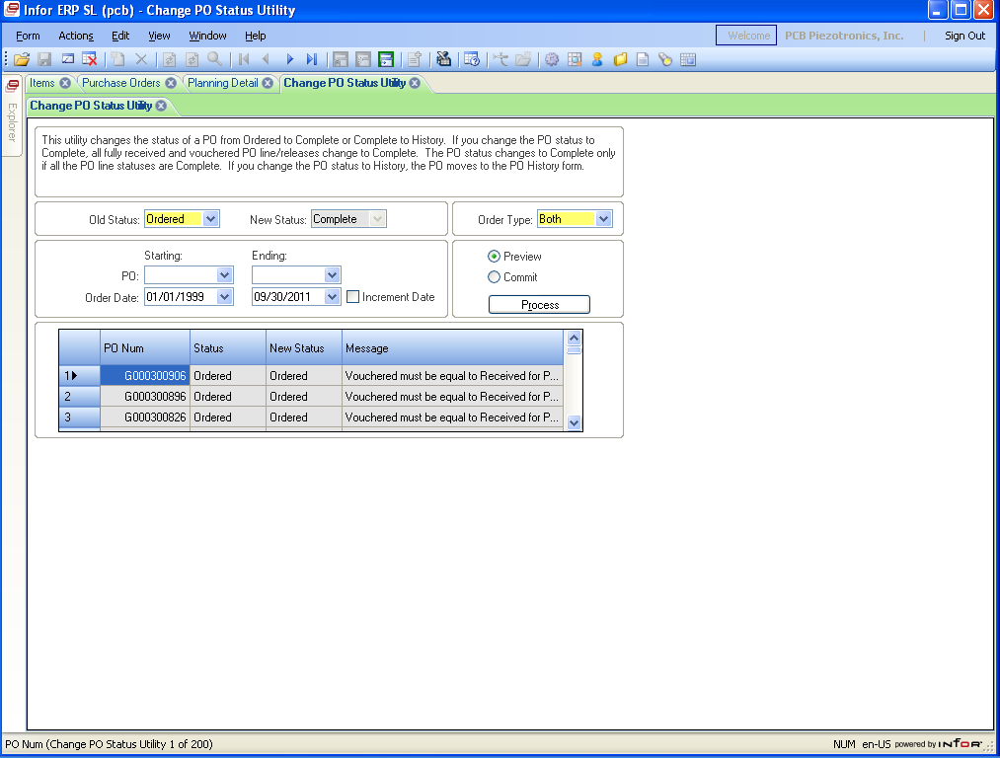 Infor ERP SL (pcb) - Change PO Status Utility
Form Actions Edit View Window Help Welcome PCB Piezotronics, Inc. | Sign Out
Items Purchase Orders Planning Detail Change PO Status Utility
Explorer
Change PO Status Utility
This utility changes the status of a PO from Ordered to Complete or Complete to History. If you change the PO status to
Complete, all fully received and vouchered PO line/releases change to Complete. The PO status changes to Complete only
if all the PO line statuses are Complete. If you change the PO status to History, the PO moves to the PO History form.
Old Status: Ordered New Status: Complete Order Type: Both
Starting: Ending:
Preview
PO:
Commit
Order Date: 01/01/1999 09/30/2011 Increment Date
Process
PO Num Status New Status Message
1 G000300906 Ordered Ordered Vouchered must be equal to Received for P...
2 G000300896 Ordered Ordered Vouchered must be equal to Received for P...
3 G000300826 Ordered Ordered Vouchered must be equal to Received for P...
PO Num (Change PO Status Utility 1 of 200) NUM en-US powered by infor